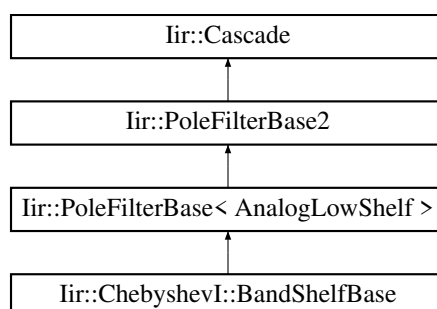 Iir::Cascade
Iir::PoleFilterBase2
Iir::PoleFilterBase< AnalogLowShelf >
Iir::ChebyshevI::BandShelfBase